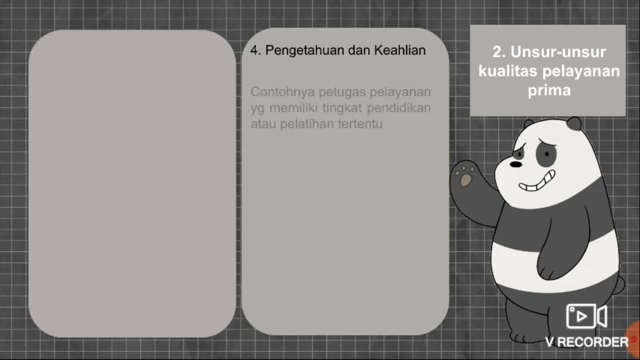 4. Pengetahuan dan Keahlian
Contohnya petugas pelayanan
yg memiliki tingkat pendidikan
atau pelatihan tertentu
2. Unsur-unsur
kualitas pelayanan
prima
V RECORDER